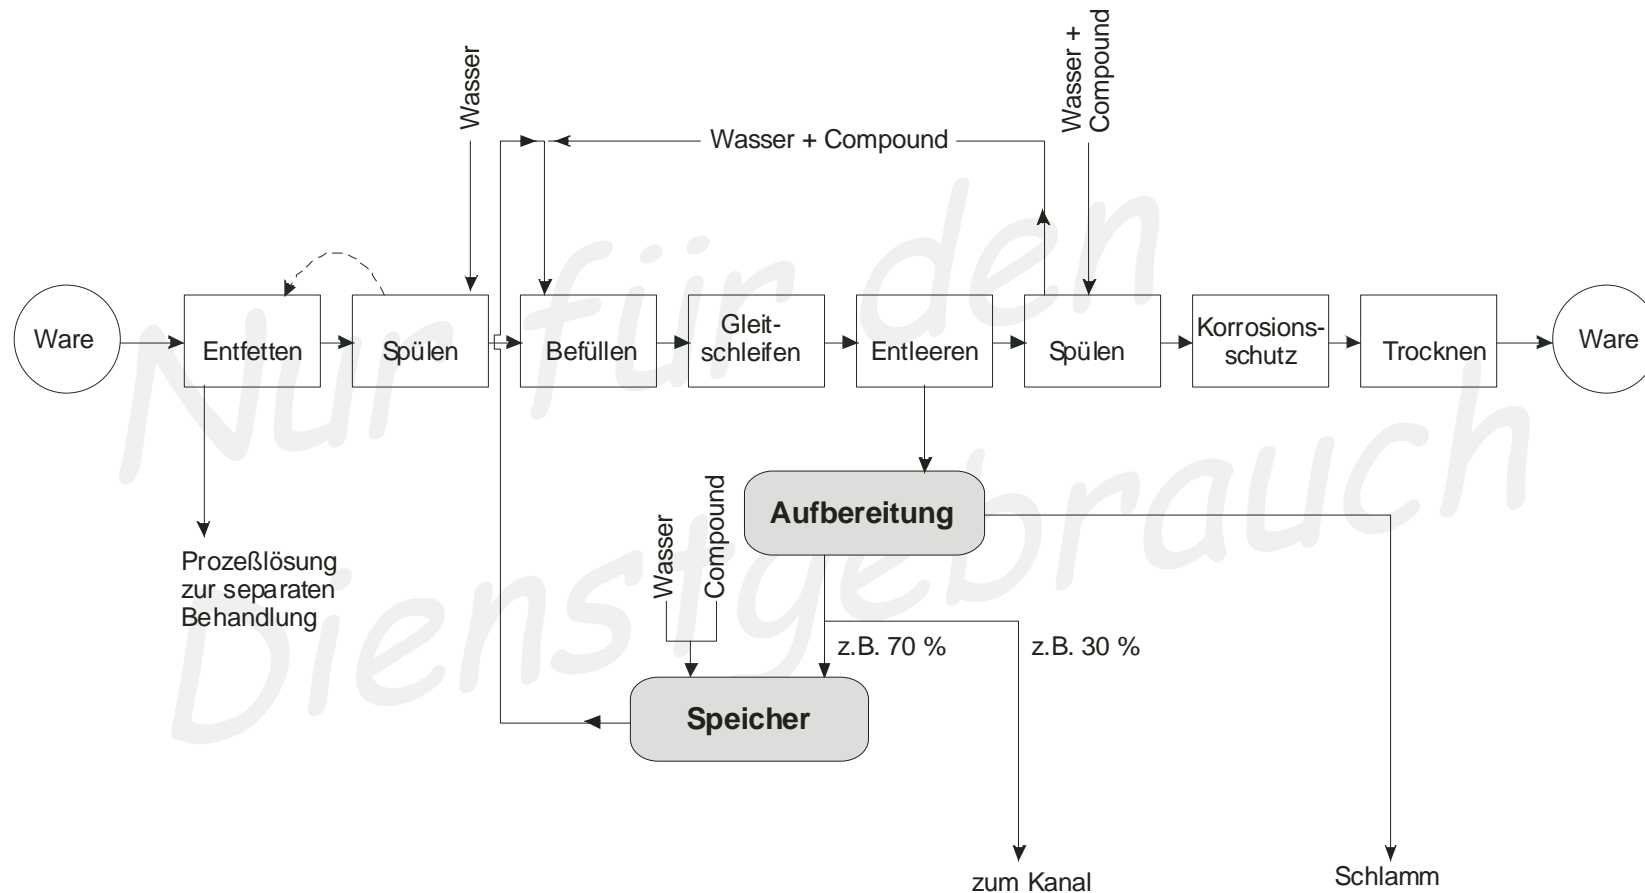 Wasser
Wasser +
Compound
Wasser + Compound
Ware
Entfetten
Spülen
Befüllen
Gleit-
schleifen
Entleeren
Spülen
Korrosions-
schutz
Trocknen
Ware
Nur für den
Dienstgebrauch
Aufbereitung
Prozeßlösung
zur separaten
Behandlung
Wasser
Compound
z.B. 70 %
z.B. 30 %
Speicher
zum Kanal
Schlamm